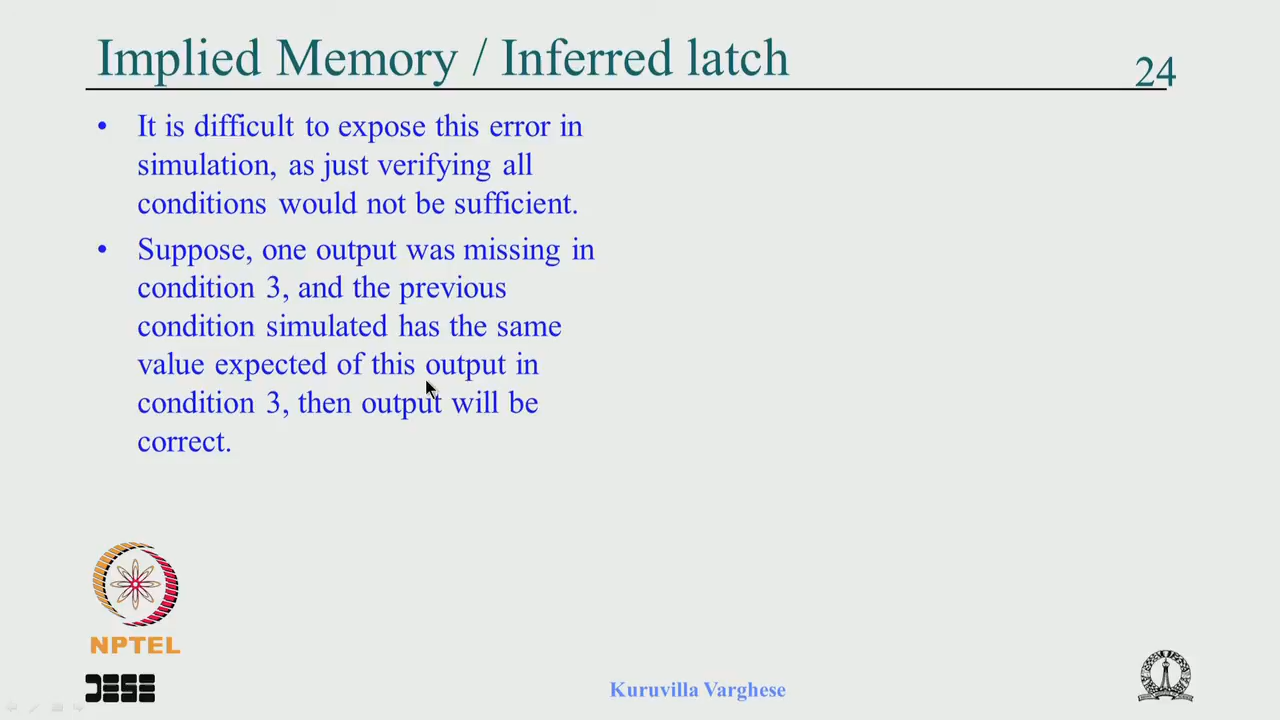 Implied Memory / Inferred latch
24
• It is difficult to expose this error in
simulation, as just verifying all
conditions would not be sufficient.
• Suppose, one output was missing in
condition 3, and the previous
condition simulated has the same
value expected of this output in
condition 3, then output will be
correct.
NPTEL
DESE
Kuruvilla Varghese